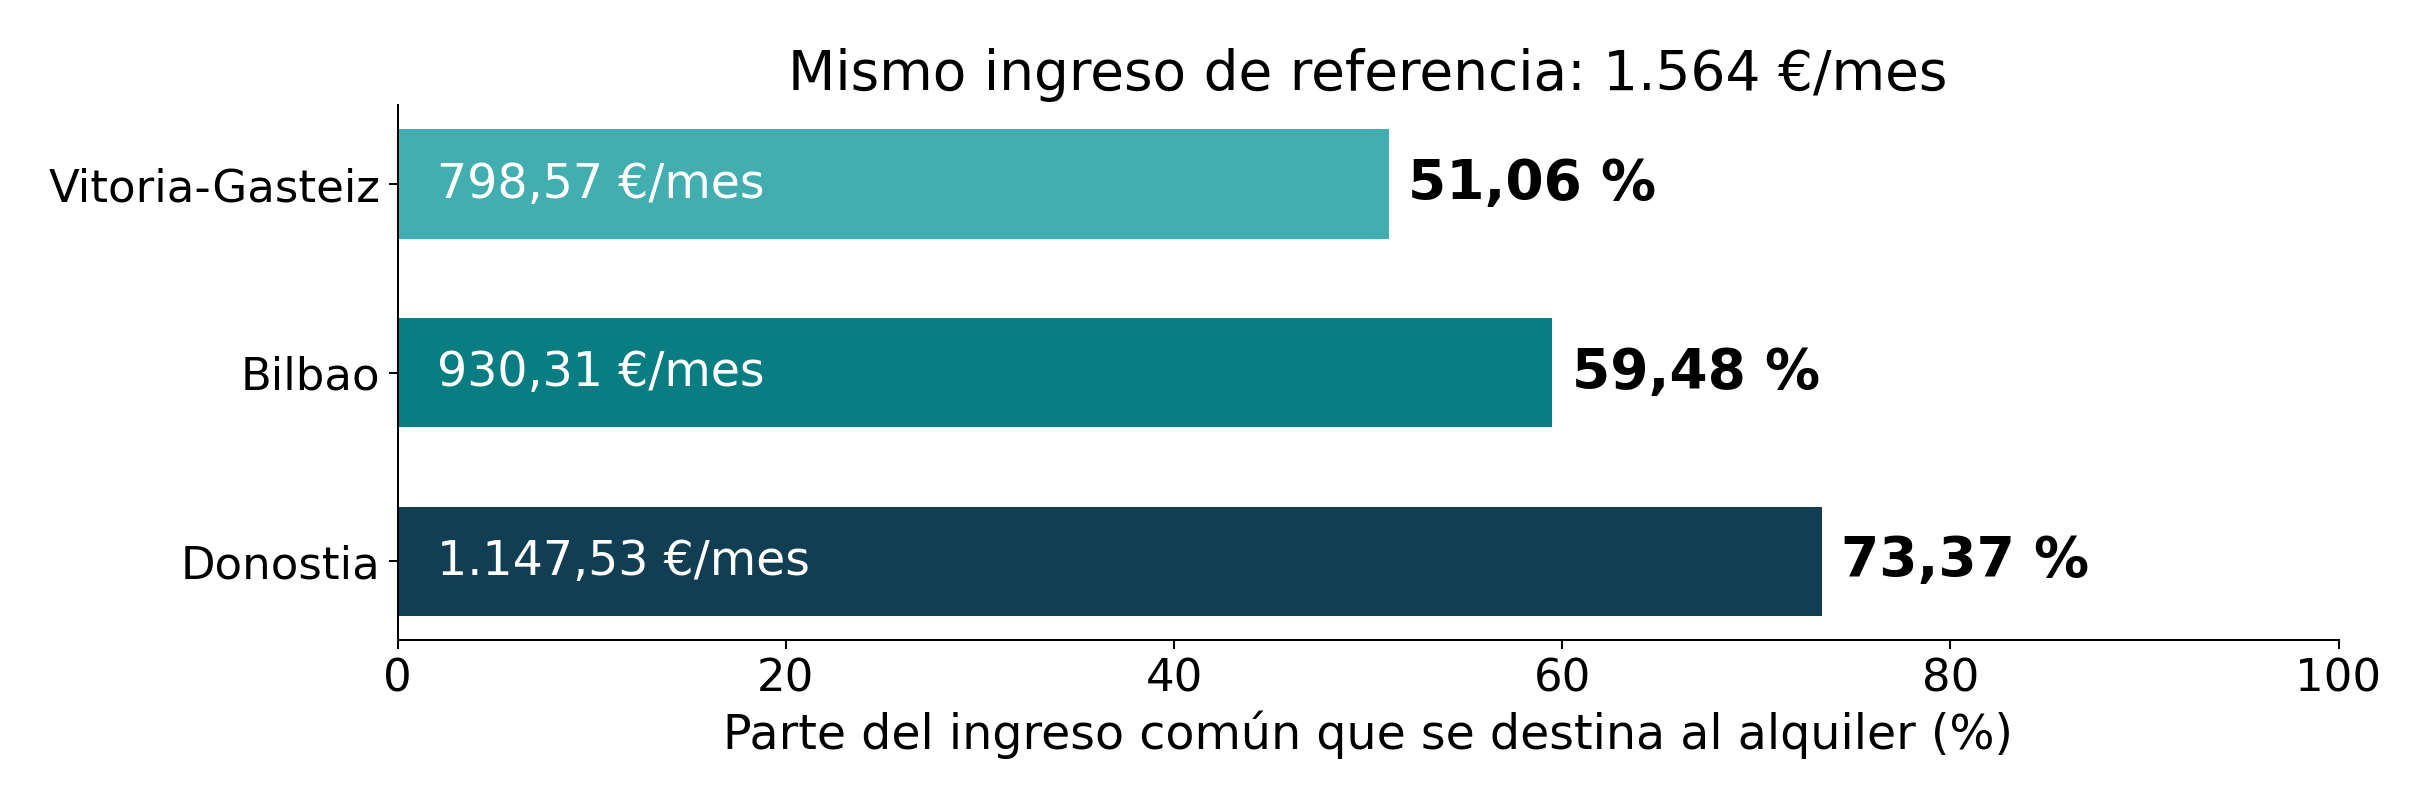 Mismo ingreso de referencia: 1.564 €/mes
Vitoria-Gasteiz 798,57 €/mes 51,06 %
Bilbao 930,31 €/mes 59,48 %
Donostia 1.147,53 €/mes 73,37 %
0 20 40 60 80 100
Parte del ingreso común que se destina al alquiler (%)